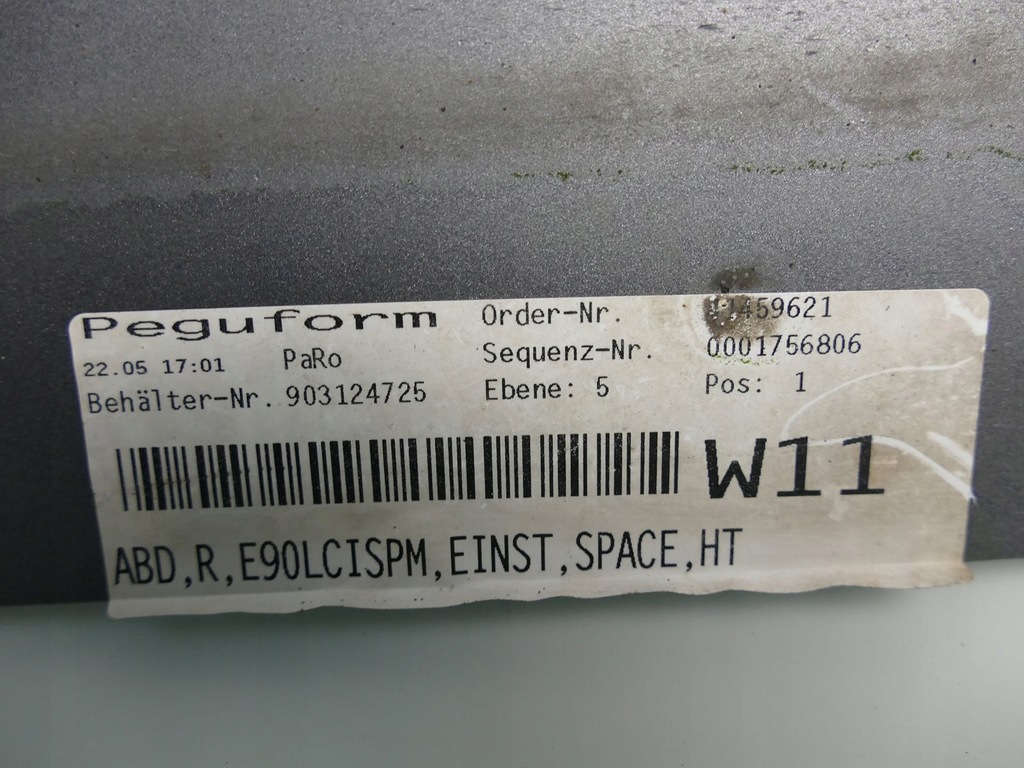 Peguform Order-Nr.
22.05 17:01 PaRo Sequenz-Nr. 0001756806
Behälter-Nr. 903124725 Ebene: 5 Pos: 1
W11
ABD,R,E90LCISPM,EINST,SPACE,HT